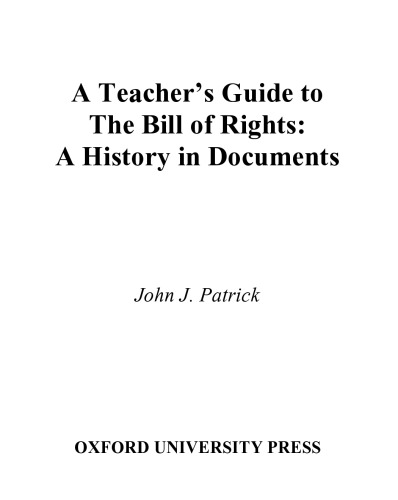 A Teacher’s Guide to
The Bill of Rights:
A History in Documents
John J. Patrick
OXFORD UNIVERSITY PRESS